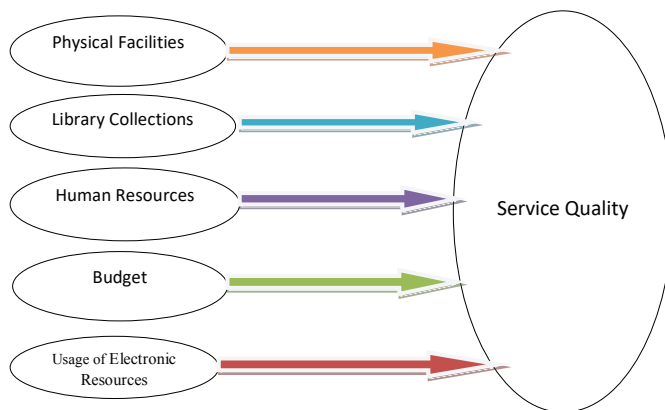 Physical Facilities
Library Collections
Human Resources
Service Quality
Budget
Usage of Electronic
Resources